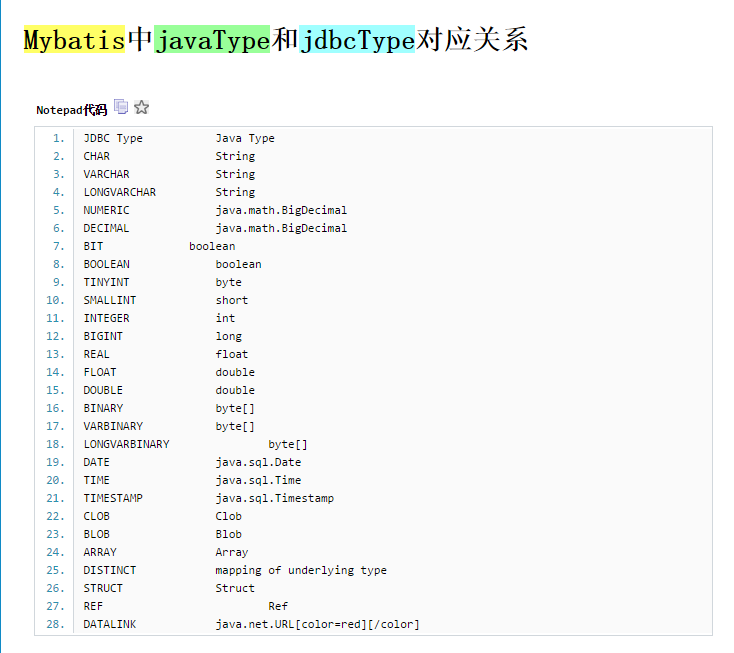 Mybatis中javaType和jdbcType对应关系
Notepad代码
1. JDBC Type Java Type
2. CHAR String
3. VARCHAR String
4. LONGVARCHAR String
5. NUMERIC java.math.BigDecimal
6. DECIMAL java.math.BigDecimal
7. BIT boolean
8. BOOLEAN boolean
9. TINYINT byte
10. SMALLINT short
11. INTEGER int
12. BIGINT long
13. REAL float
14. FLOAT double
15. DOUBLE double
16. BINARY byte[]
17. VARBINARY byte[]
18. LONGVARBINARY byte[]
19. DATE java.sql.Date
20. TIME java.sql.Time
21. TIMESTAMP java.sql.Timestamp
22. CLOB Clob
23. BLOB Blob
24. ARRAY Array
25. DISTINCT mapping of underlying type
26. STRUCT Struct
27. REF Ref
28. DATALINK java.net.URL[color=red][/color]